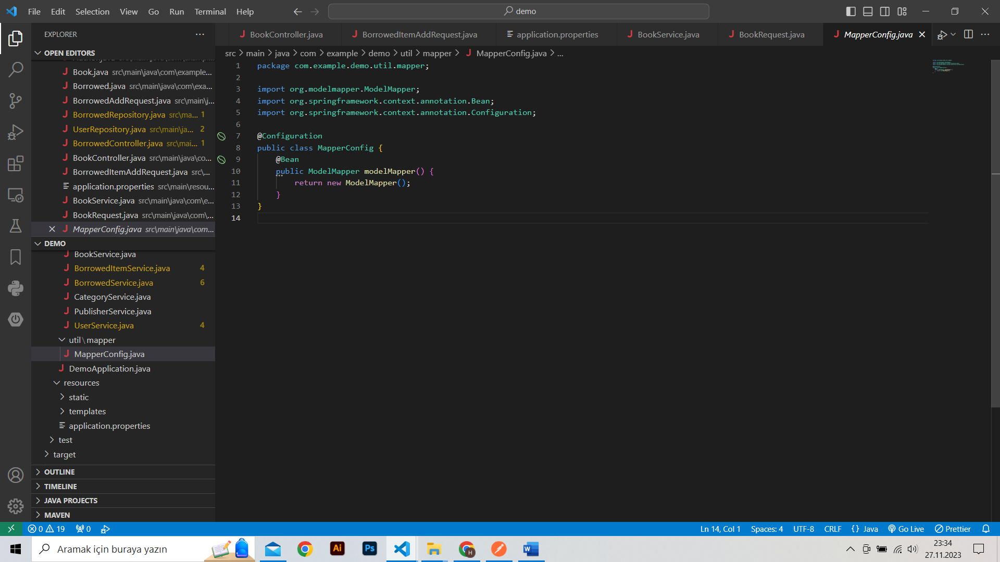 File Edit Selection View Go Run Terminal Help
demo
EXPLORER
OPEN EDITORS
Book.java src\main\java\com\example...
Borrowed.java src\main\java\com\exa...
BorrowedAddRequest.java src\main\j...
BorrowedRepository.java src\ma... 1
UserRepository.java src\main\ja... 2
BorrowedController.java src\mai... 1
BookController.java src\main\java\co...
BorrowedItemAddRequest.java src\...
application.properties src\main\resou...
BookService.java src\main\java\com\e...
BookRequest.java src\main\java\com\...
MapperConfig.java src\main\java\com...
DEMO
BookService.java
BorrowedItemService.java 4
BorrowedService.java 6
CategoryService.java
PublisherService.java
UserService.java 4
util\mapper
MapperConfig.java
DemoApplication.java
resources
static
templates
application.properties
test
target
OUTLINE
TIMELINE
JAVA PROJECTS
MAVEN
BookController.java BorrowedItemAddRequest.java application.properties BookService.java BookRequest.java MapperConfig.java
src > main > java > com > example > demo > util > mapper > MapperConfig.java > ...
1 package com.example.demo.util.mapper;
2
3 import org.modelmapper.ModelMapper;
4 import org.springframework.context.annotation.Bean;
5 import org.springframework.context.annotation.Configuration;
6
7 @Configuration
8 public class MapperConfig {
9 @Bean
10 public ModelMapper modelMapper() {
11 return new ModelMapper();
12 }
13 }
14
0 19 0
Ln 14, Col 1 Spaces: 4 UTF-8 CRLF {} Java Go Live Prettier
Aramak için buraya yazın
Ai
Ps
H
W
23:34
27.11.2023